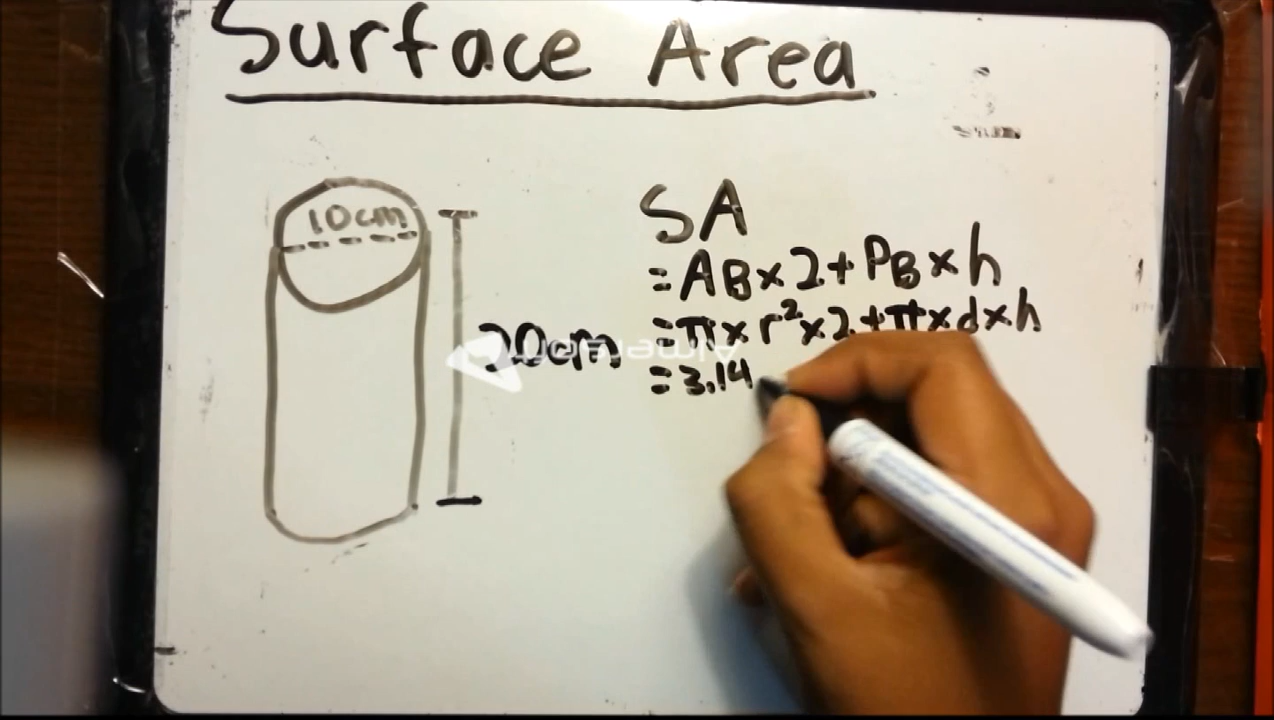 Surface Area
10cm
20cm
SA
= AB x 2 + PB x h
= π x r² x 2 + π x d x h
= 3.14